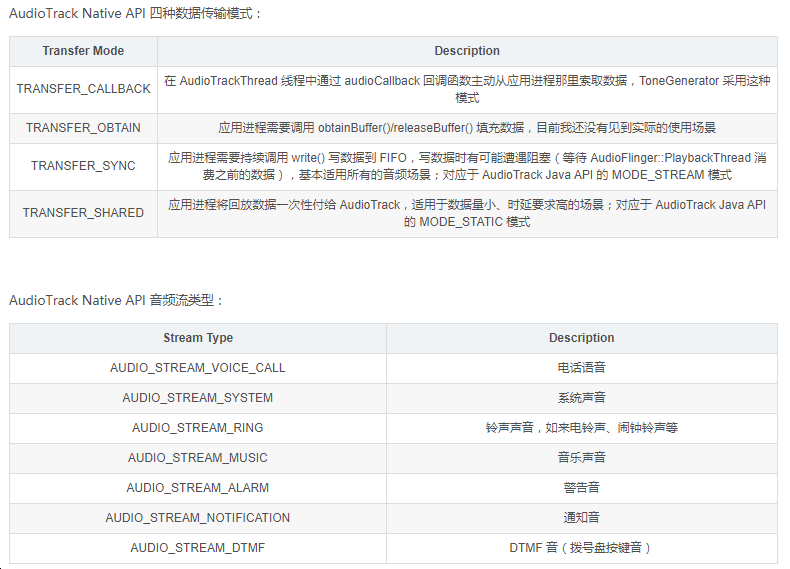 AudioTrack Native API 四种数据传输模式：
Transfer Mode
Description
TRANSFER_CALLBACK
在 AudioTrackThread 线程中通过 audioCallback 回调函数主动从应用进程那里索取数据，ToneGenerator 采用这种
模式
TRANSFER_OBTAIN
应用进程需要调用 obtainBuffer()/releaseBuffer() 填充数据，目前我还没有见到实际的使用场景
TRANSFER_SYNC
应用进程需要持续调用 write() 写数据到 FIFO，写数据时有可能遭遇阻塞（等待 AudioFlinger::PlaybackThread 消
费之前的数据），基本适用所有的音频场景；对应于 AudioTrack Java API 的 MODE_STREAM 模式
TRANSFER_SHARED
应用进程将回放数据一次性付给 AudioTrack，适用于数据量小、时延要求高的场景；对应于 AudioTrack Java API
的 MODE_STATIC 模式
AudioTrack Native API 音频流类型：
Stream Type
Description
AUDIO_STREAM_VOICE_CALL
电话语音
AUDIO_STREAM_SYSTEM
系统声音
AUDIO_STREAM_RING
铃声声音，如来电铃声、闹钟铃声等
AUDIO_STREAM_MUSIC
音乐声音
AUDIO_STREAM_ALARM
警告音
AUDIO_STREAM_NOTIFICATION
通知音
AUDIO_STREAM_DTMF
DTMF 音（拨号盘按键音）